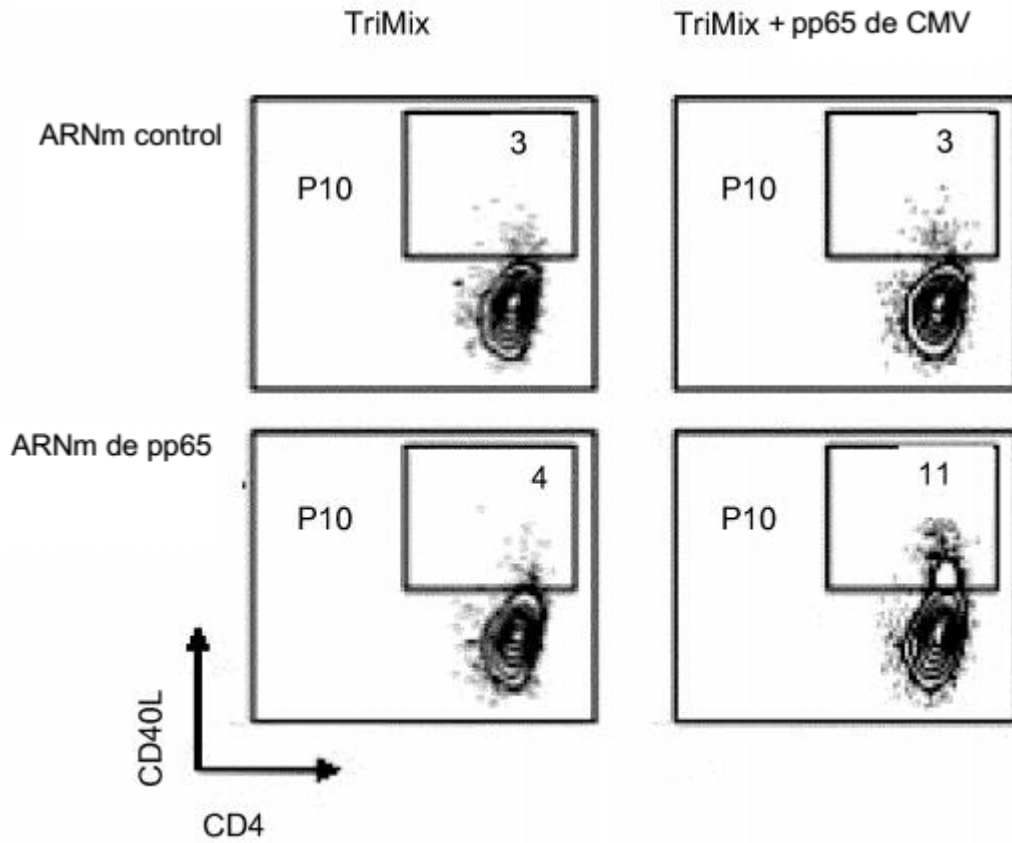 TriMix
TriMix + pp65 de CMV
ARNm control
3
P10
3
P10
ARNm de pp65
4
P10
11
P10
CD40L
CD4